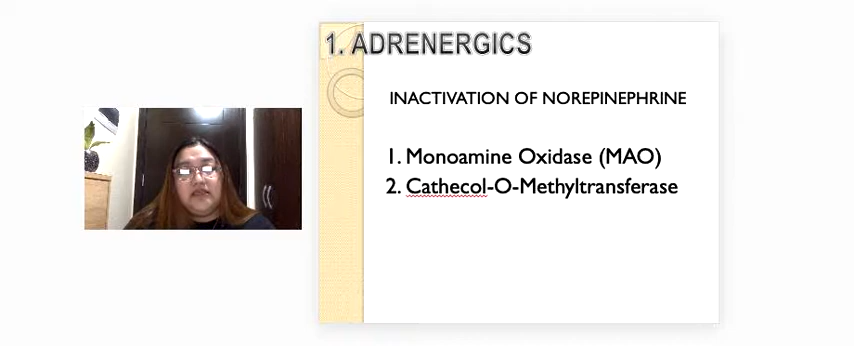 1. ADRENERGICS
INACTIVATION OF NOREPINEPHRINE
1. Monoamine Oxidase (MAO)
2. Cathecol-O-Methyltransferase